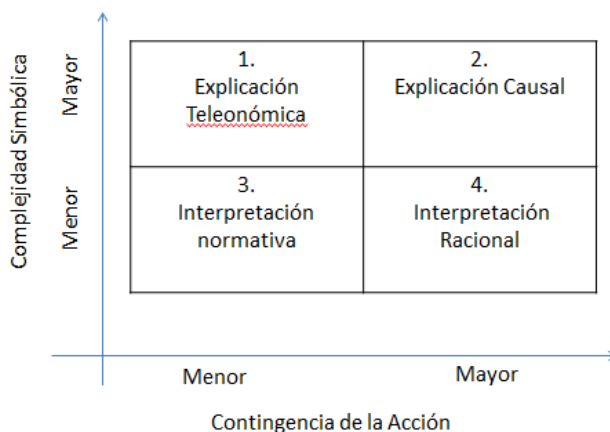 Complejidad Simbólica
Mayor
Menor
1.
Explicación
Teleonómica
2.
Explicación Causal
3.
Interpretación
normativa
4.
Interpretación
Racional
Menor
Mayor
Contingencia de la Acción